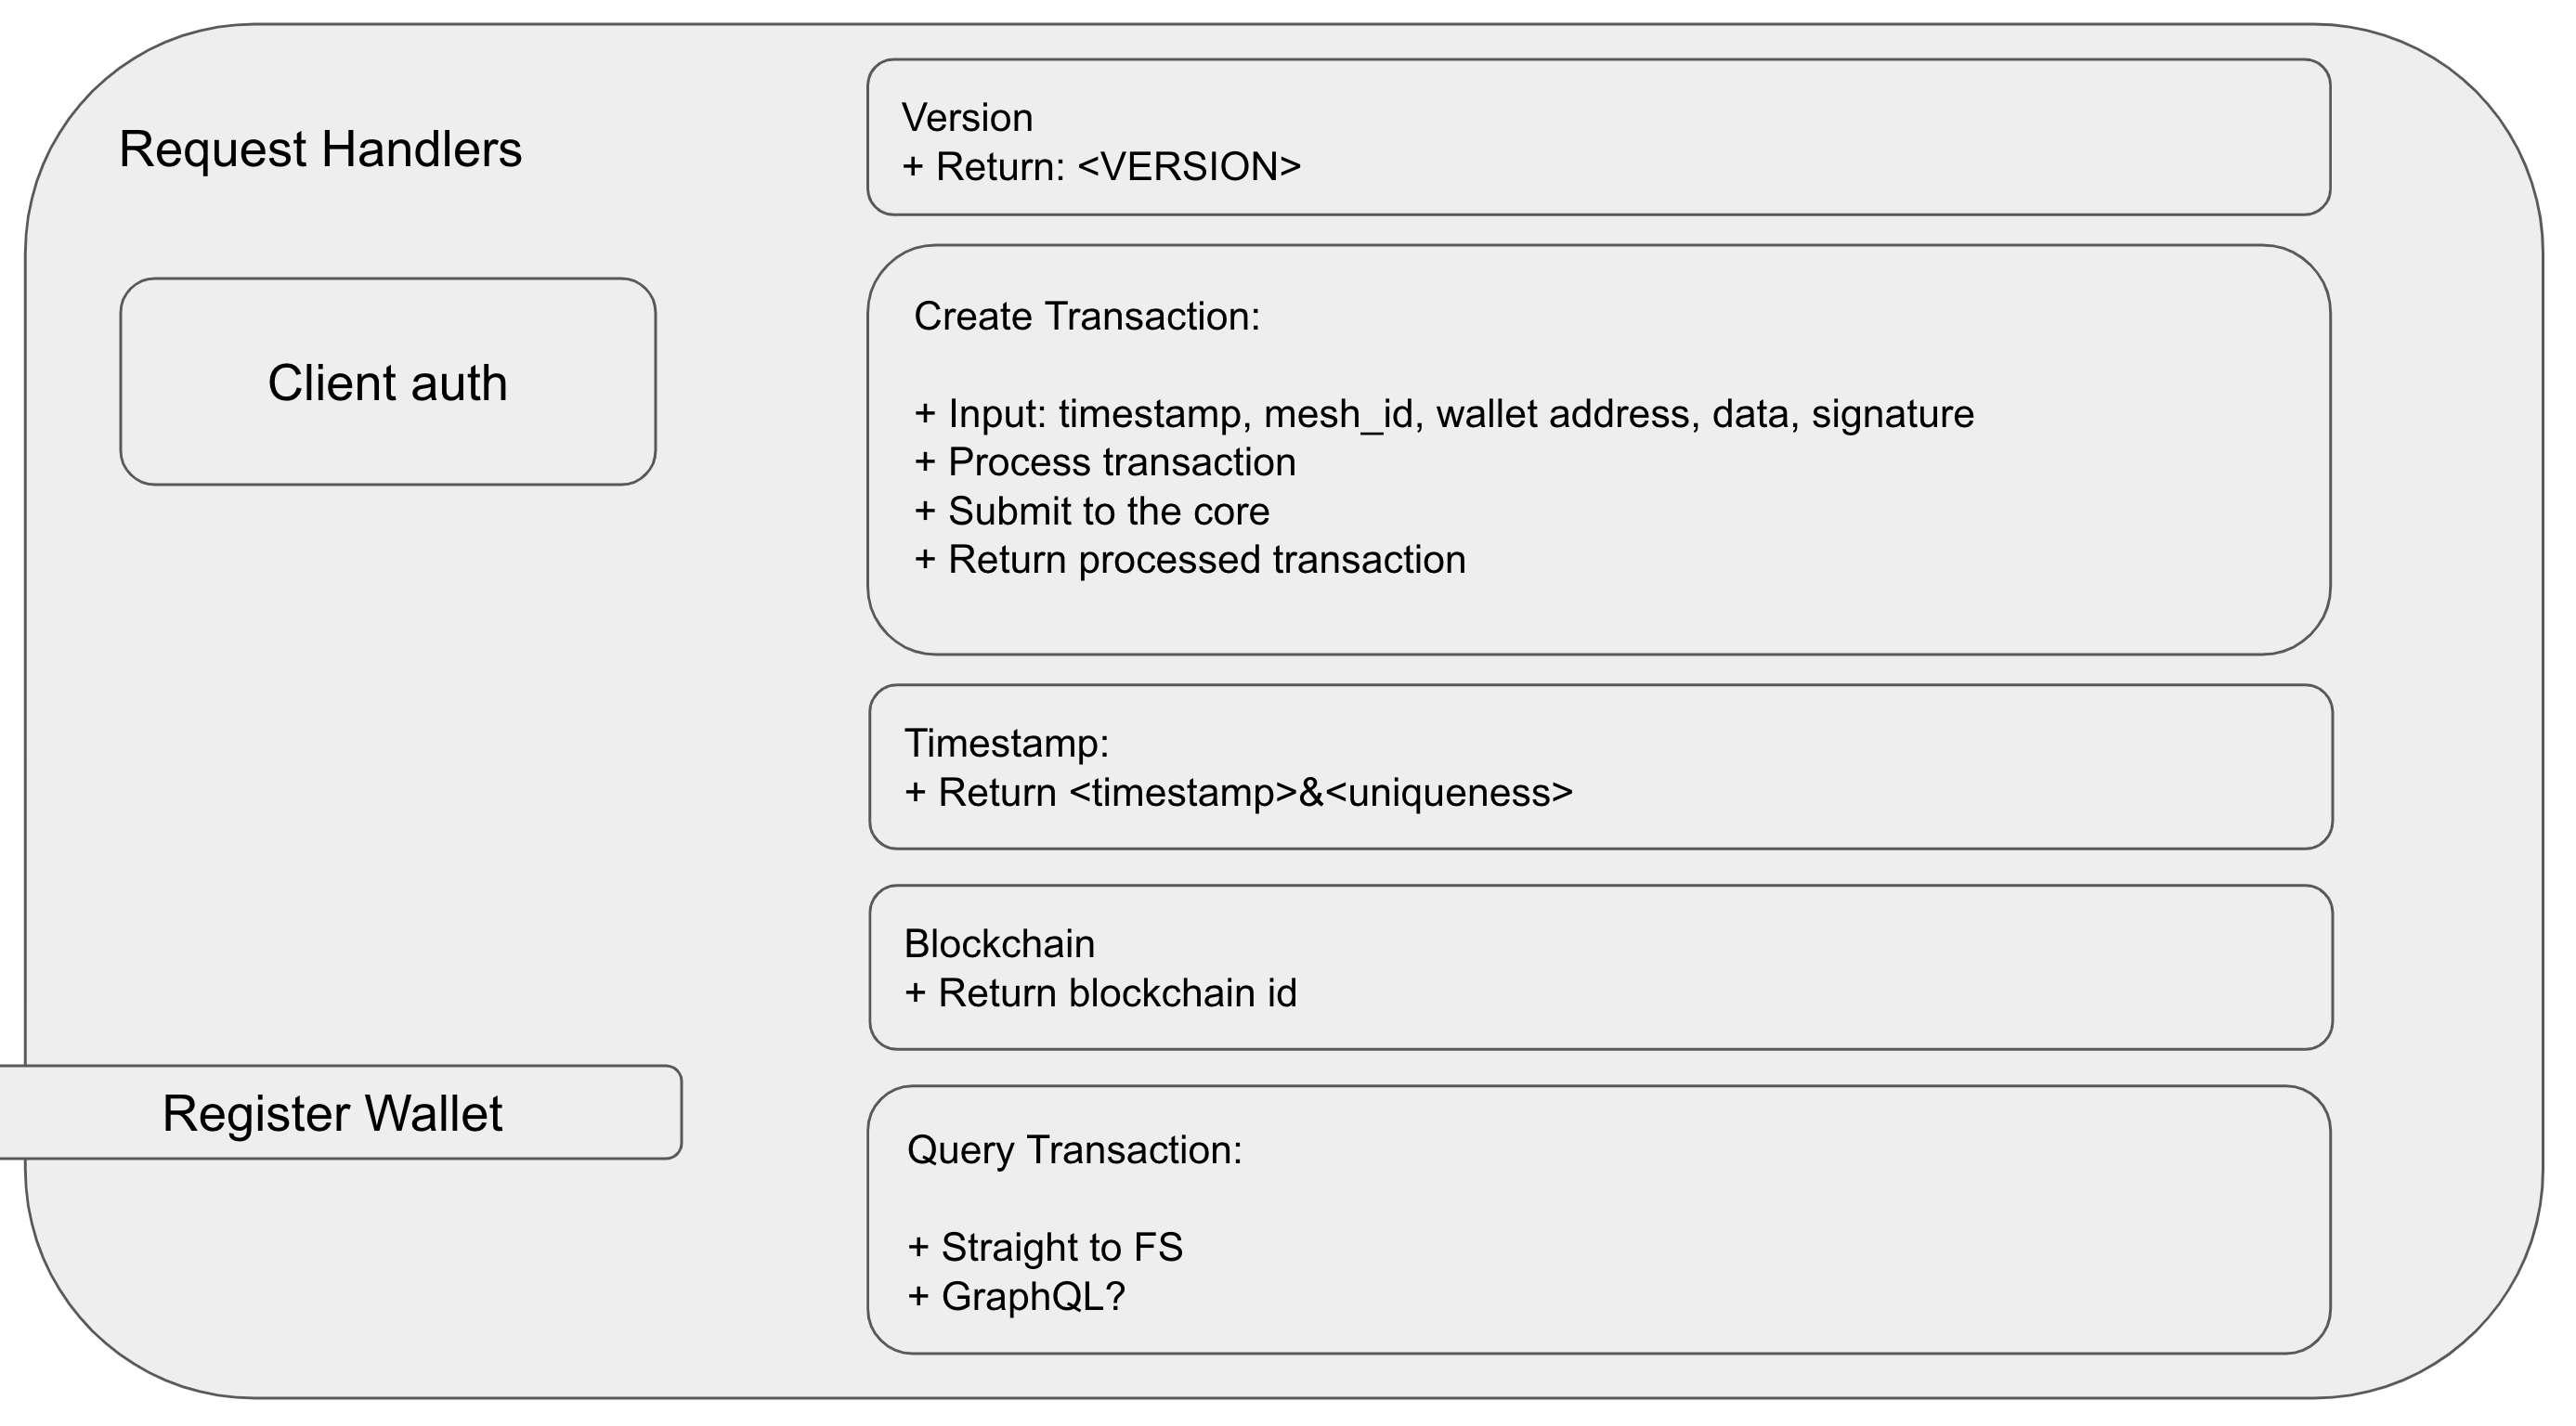 Request Handlers
Client auth
Register Wallet
Version
+ Return: <VERSION>
Create Transaction:
+ Input: timestamp, mesh_id, wallet address, data, signature
+ Process transaction
+ Submit to the core
+ Return processed transaction
Timestamp:
+ Return <timestamp>&<uniqueness>
Blockchain
+ Return blockchain id
Query Transaction:
+ Straight to FS
+ GraphQL?